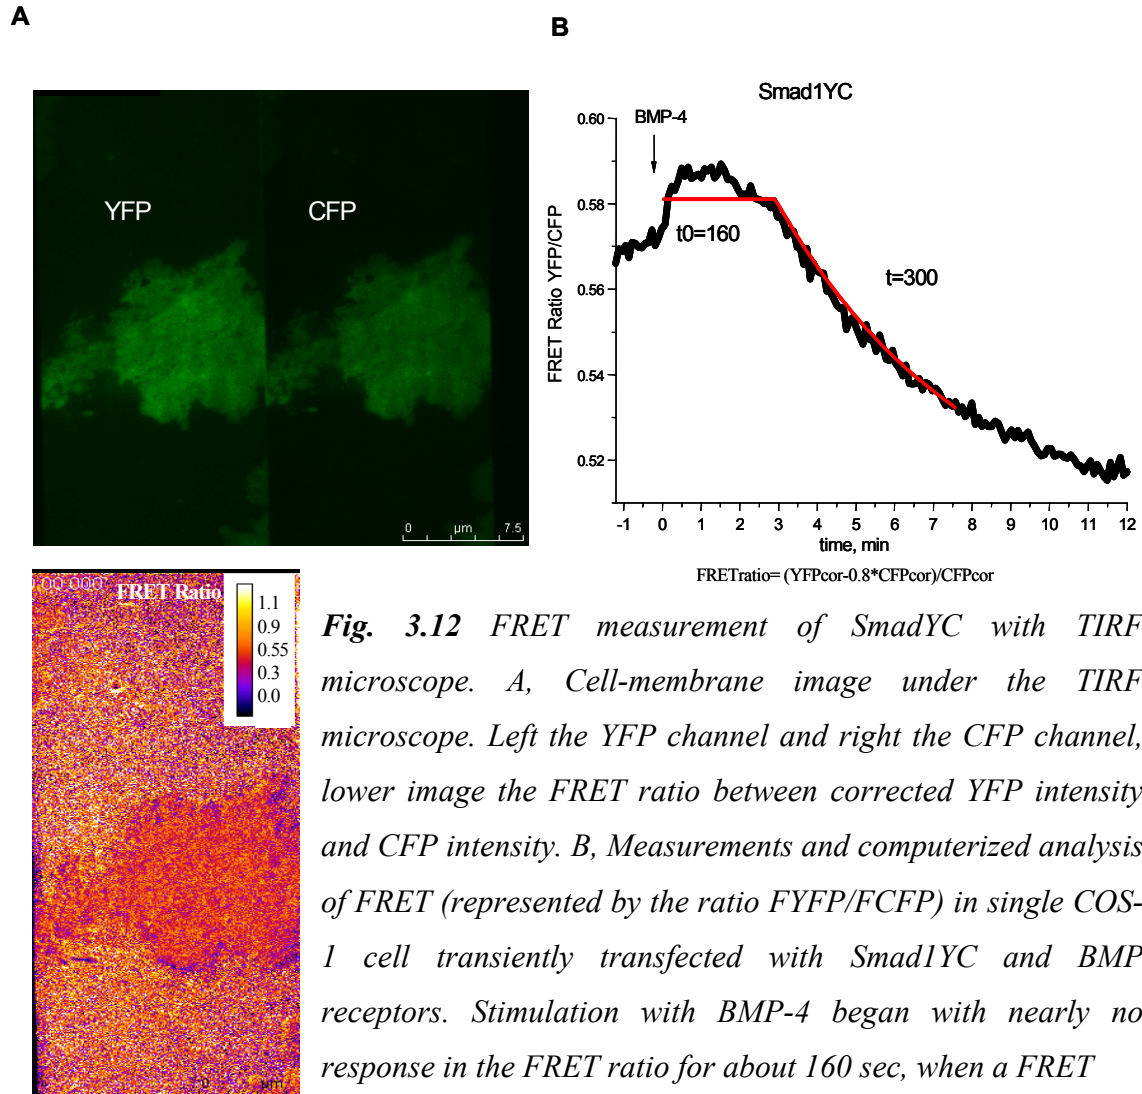 A
B
YFP
CFP
0 µm 7.5
Smad1YC
BMP-4
0.60
0.58
0.56
0.54
0.52
FRET Ratio YFP/CFP
t0=160
t=300
-1 0 1 2 3 4 5 6 7 8 9 10 11 12
time, min
FRETratio= (YFPcor-0.8*CFPcor)/CFPcor
FRET Ratio
1.1
0.9
0.55
0.3
0.0
0 µm
Fig. 3.12 FRET measurement of SmadYC with TIRF
microscope. A, Cell-membrane image under the TIRF
microscope. Left the YFP channel and right the CFP channel,
lower image the FRET ratio between corrected YFP intensity
and CFP intensity. B, Measurements and computerized analysis
of FRET (represented by the ratio FYFP/FCFP) in single COS-
1 cell transiently transfected with Smad1YC and BMP
receptors. Stimulation with BMP-4 began with nearly no
response in the FRET ratio for about 160 sec, when a FRET